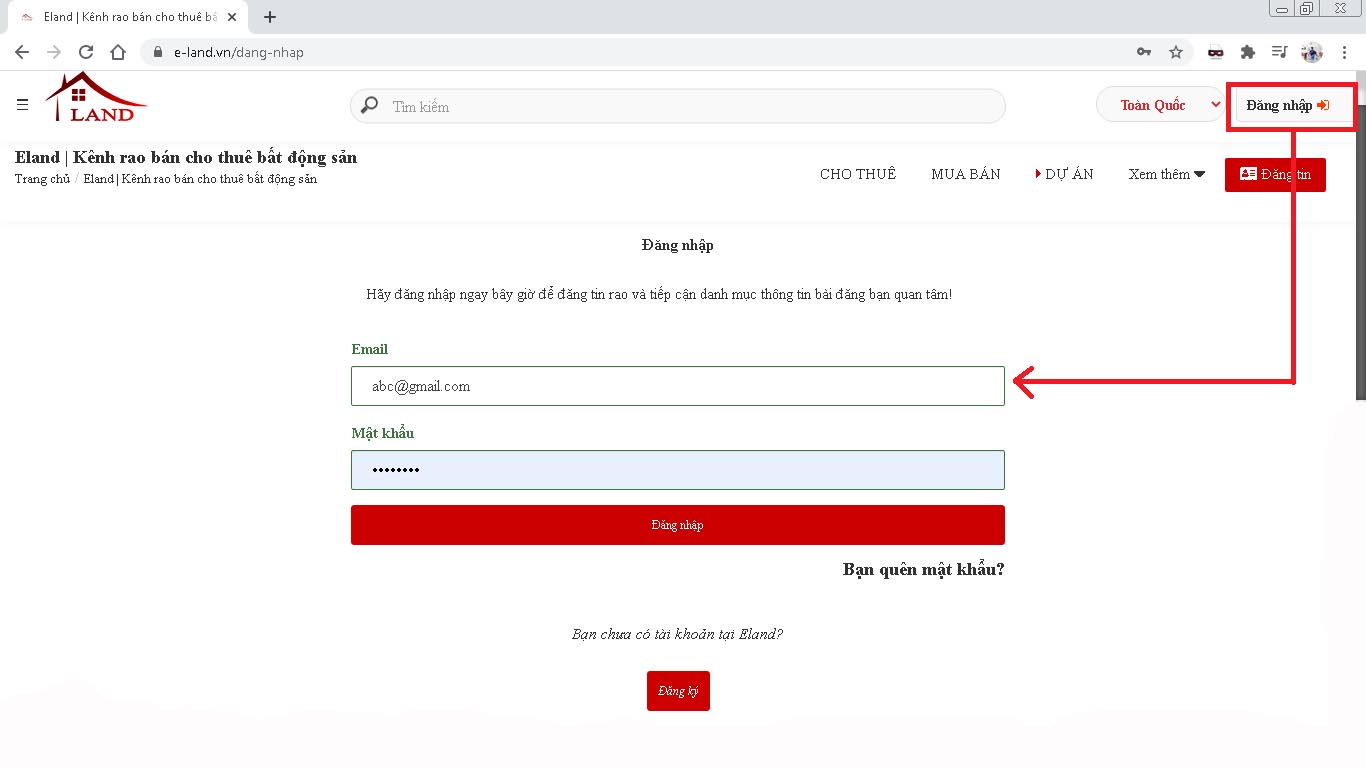 Eland | Kênh rao bán cho thuê bấ
e-land.vn/dang-nhap
LAND
Tìm kiếm
Toàn Quốc
Đăng nhập
Eland | Kênh rao bán cho thuê bất động sản
Trang chủ / Eland | Kênh rao bán cho thuê bất động sản
CHO THUÊ
MUA BÁN
DỰ ÁN
Xem thêm
Đăng tin
Đăng nhập
Hãy đăng nhập ngay bây giờ để đăng tin rao và tiếp cận danh mục thông tin bài đăng bạn quan tâm!
Email
abc@gmail.com
Mật khẩu
••••••••
Đăng nhập
Bạn quên mật khẩu?
Bạn chưa có tài khoản tại Eland?
Đăng ký